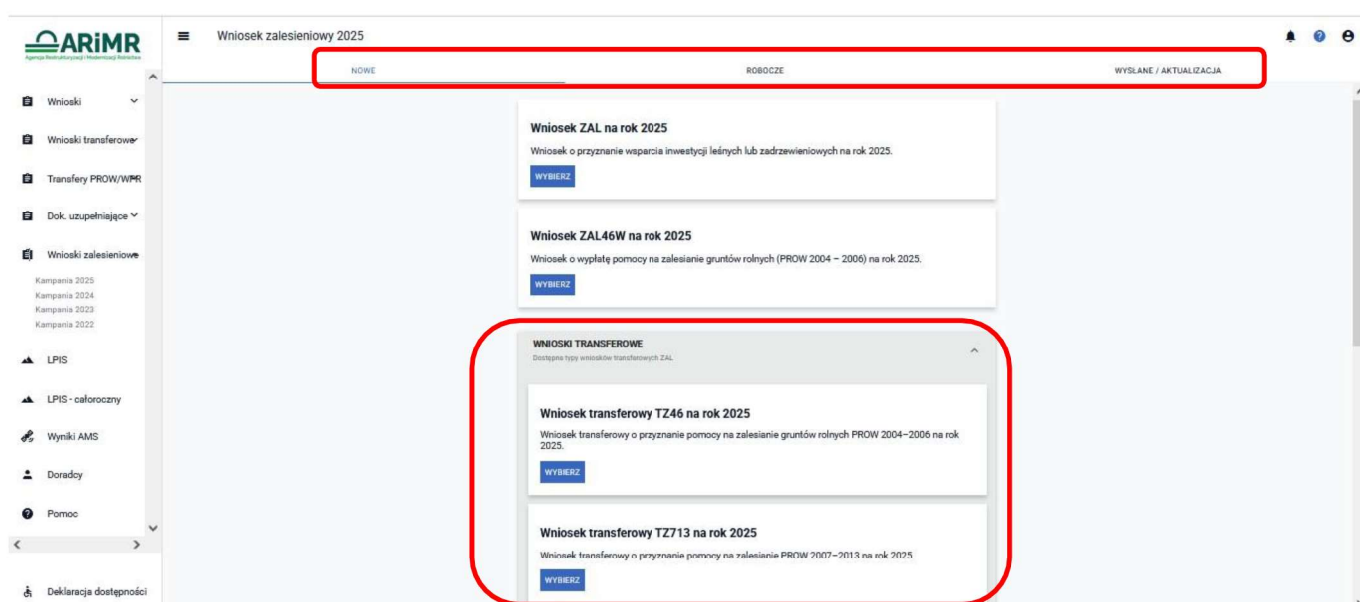 ARiMR
Agencja Restrukturyzacji i Modernizacji Rolnictwa
Wniosek zalesieniowy 2025
NOWE
ROBOCZE
WYSŁANE / AKTUALIZACJA
Wnioski
Wnioski transferowe
Transfery PROW/WPR
Dok. uzupełniające
Wnioski zalesieniowe
Kampania 2025
Kampania 2024
Kampania 2023
Kampania 2022
LPIS
LPIS - całoroczny
Wyniki AMS
Doradcy
Pomoc
Deklaracja dostępności
Wniosek ZAL na rok 2025
Wniosek o przyznanie wsparcia inwestycji leśnych lub zadrzewieniowych na rok 2025.
WYBIERZ
Wniosek ZAL46W na rok 2025
Wniosek o wypłatę pomocy na zalesianie gruntów rolnych (PROW 2004 – 2006) na rok 2025.
WYBIERZ
WNIOSKI TRANSFEROWE
Dostępne typy wniosków transferowych ZAL
Wniosek transferowy TZ46 na rok 2025
Wniosek transferowy o przyznanie pomocy na zalesianie gruntów rolnych PROW 2004–2006 na rok
2025.
WYBIERZ
Wniosek transferowy TZ713 na rok 2025
Wniosek transferowy o przyznanie pomocy na zalesianie PROW 2007–2013 na rok 2025
WYBIERZ